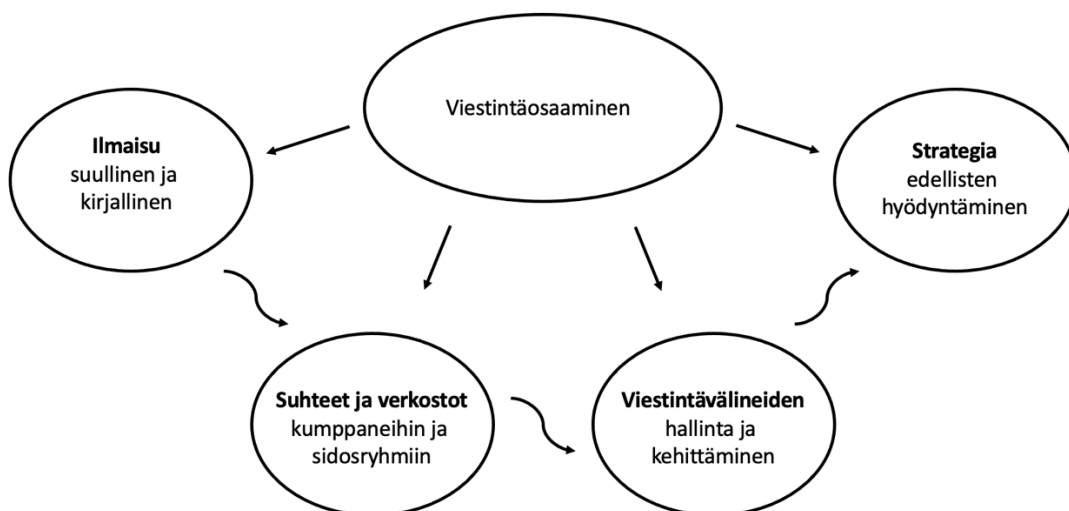 Viestintäosaaminen
Ilmaisu
suullinen ja
kirjallinen
Suhteet ja verkostot
kumppaneihin ja
sidosryhmiin
Viestintävälineiden
hallinta ja
kehittäminen
Strategia
edellisten
hyödyntäminen